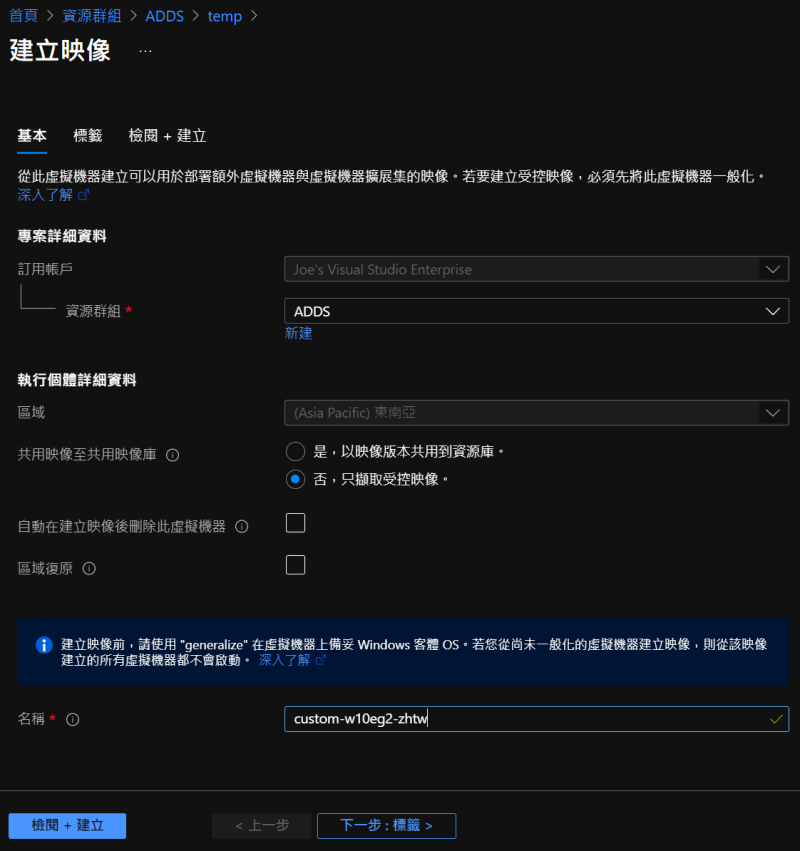 首頁 > 資源群組 > ADDS > temp >
建立映像 ...
基本 標籤 檢閱 + 建立
從此虛擬機器建立可以用於部署額外虛擬機器與虛擬機器擴展集的映像。若要建立受控映像，必須先將此虛擬機器一般化。
深入了解
專案詳細資料
訂用帳戶 Joe's Visual Studio Enterprise
資源群組 * ADDS
新建
執行個體詳細資料
區域 (Asia Pacific) 東南亞
共用映像至共用映像庫 是，以映像版本共用到資源庫。
否，只擷取受控映像。
自動在建立映像後刪除此虛擬機器
區域復原
建立映像前，請使用 "generalize" 在虛擬機器上備妥 Windows 客體 OS。若您從尚未一般化的虛擬機器建立映像，則從該映像
建立的所有虛擬機器都不會啟動。 深入了解
名稱 * custom-w10eg2-zhtw
檢閱 + 建立 < 上一步 下一步 : 標籤 >